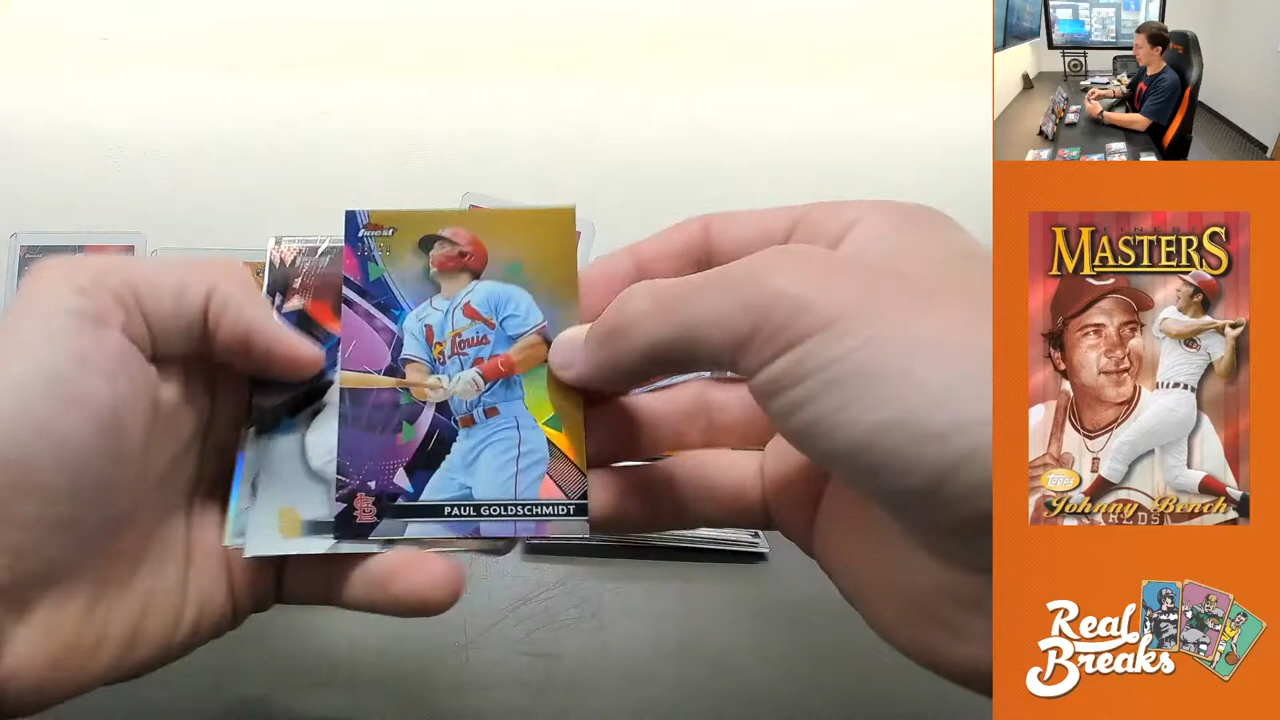 finest
St. Louis
PAUL GOLDSCHMIDT
MASTERS
C
Topps
Johnny Bench
REDS
Real
Breaks